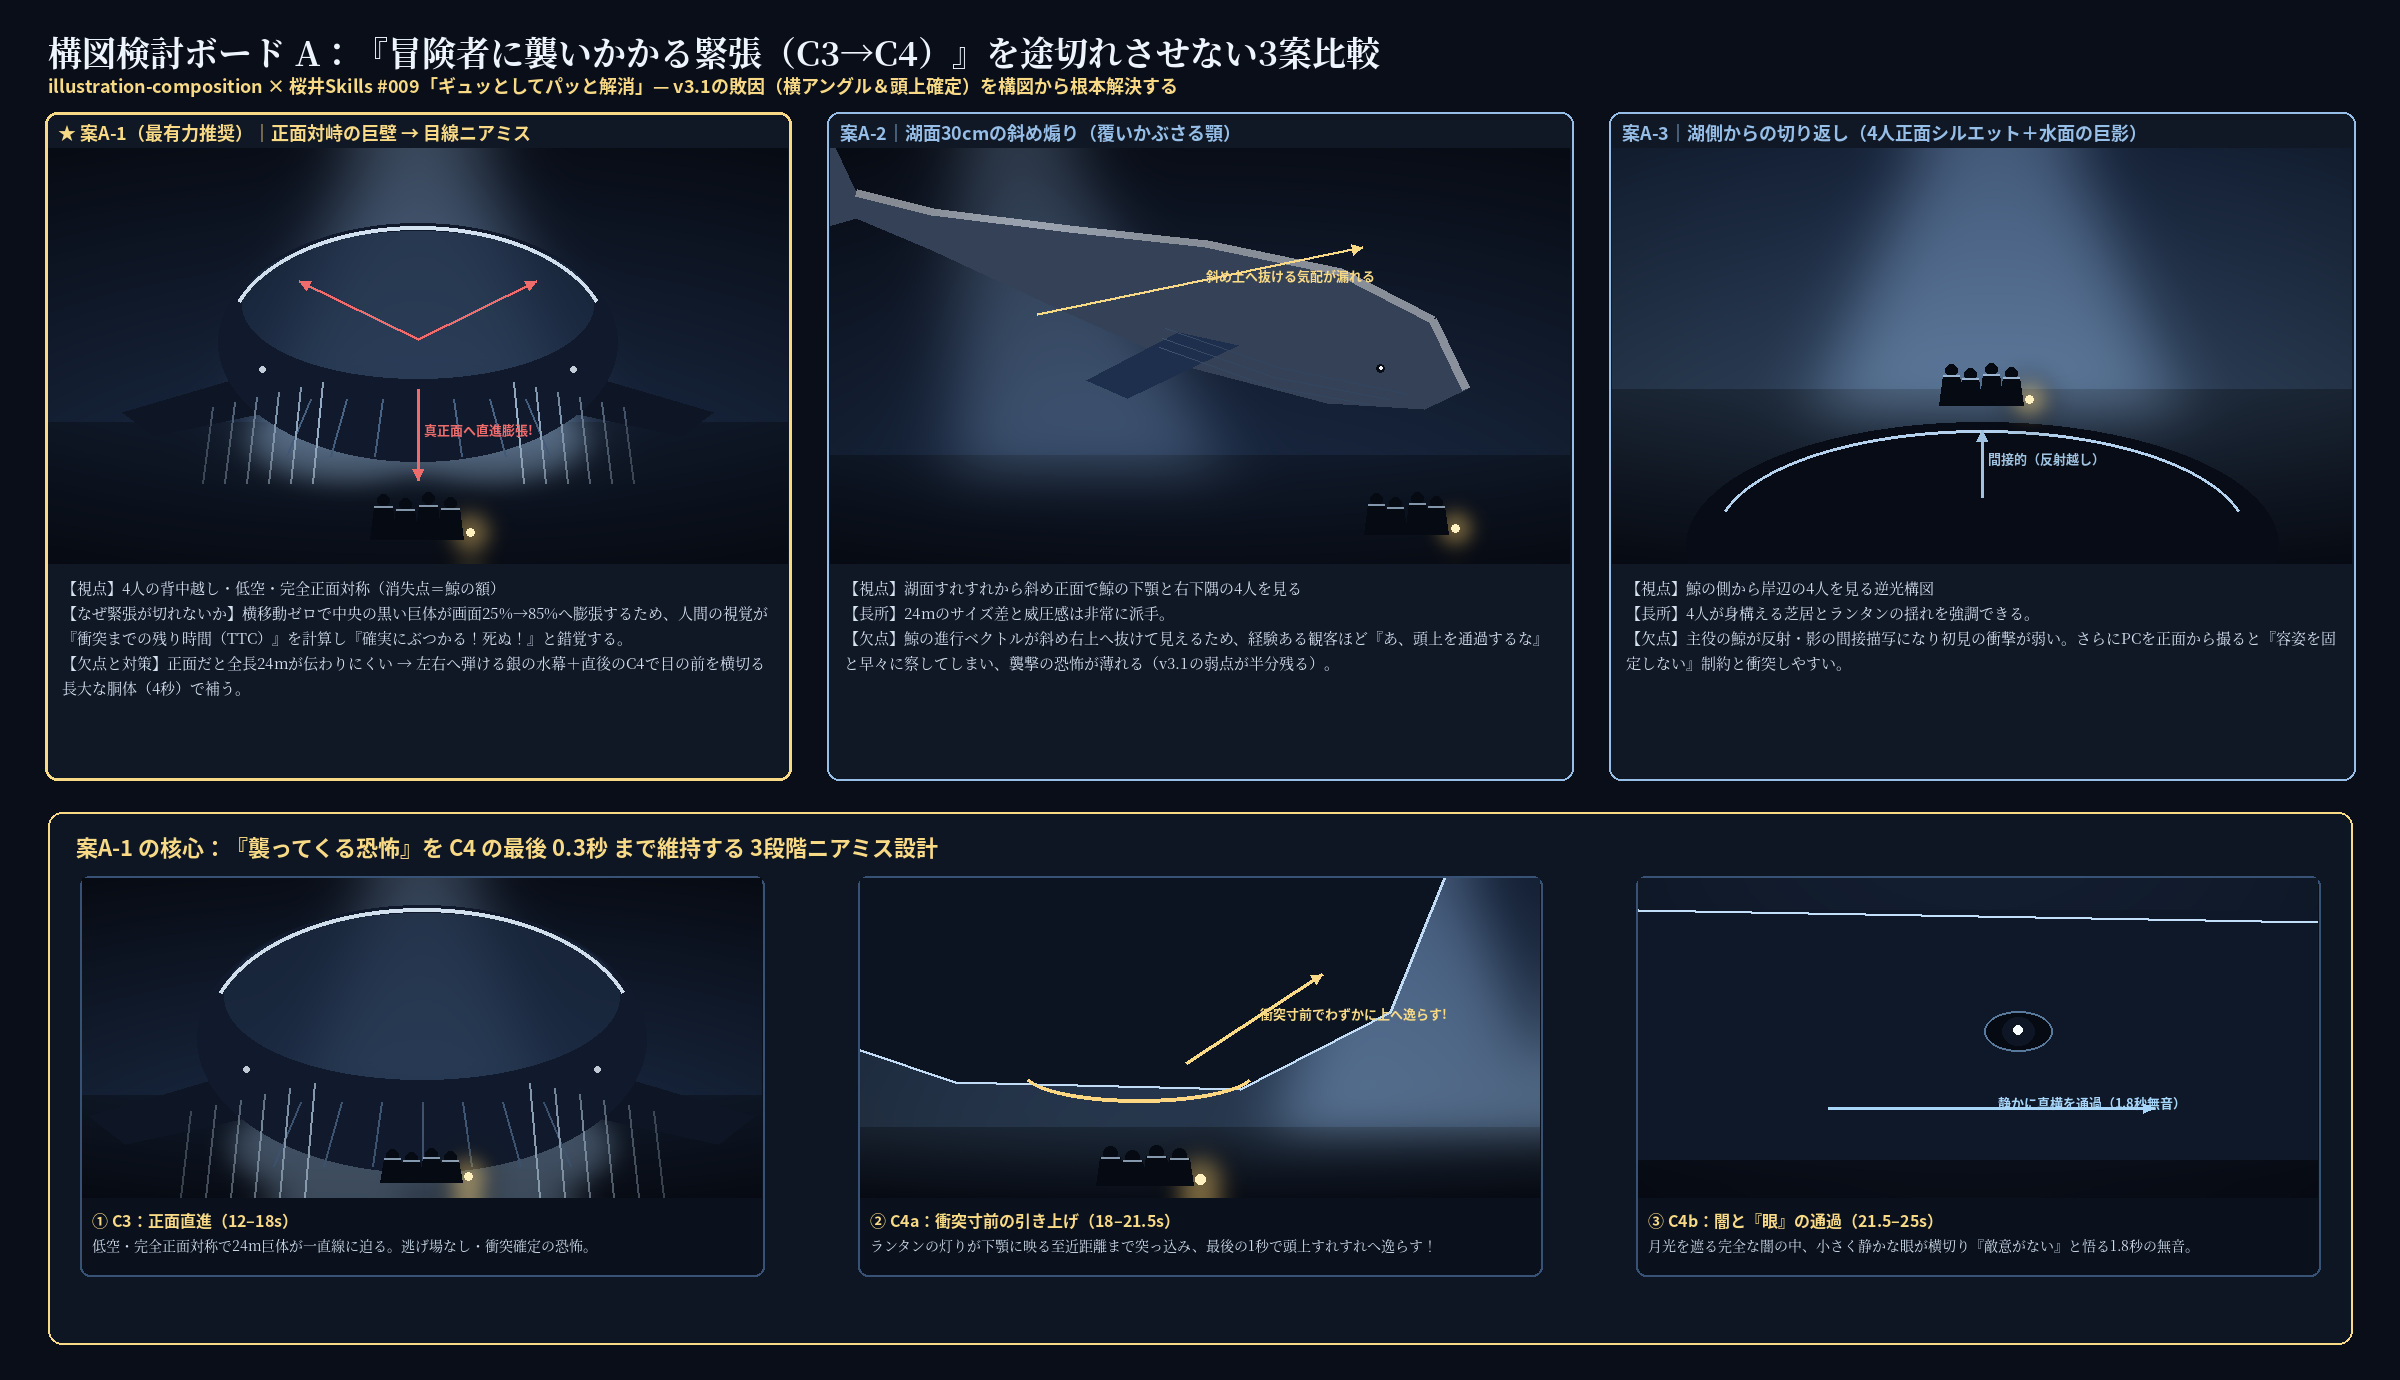 構図検討ボード A：『冒険者に襲いかかる緊張（C3→C4）』を途切れさせない3案比較
illustration-composition × 桜井Skills #009「ギュッとしてパッと解消」— v3.1の敗因（横アングル＆頭上確定）を構図から根本解決する
★ 案A-1（最有力推奨）｜正面対峙の巨壁 → 目線ニアミス
真正面へ直進膨張!
【視点】4人の背中越し・低空・完全正面対称（消失点＝鯨の額）
【なぜ緊張が切れないか】横移動ゼロで中央の黒い巨体が画面25%→85%へ膨張するため、人間の視覚が
『衝突までの残り時間（TTC）』を計算し『確実にぶつかる！死ぬ！』と錯覚する。
【欠点と対策】正面だと全長24mが伝わりにくい → 左右へ弾ける銀の水幕＋直後のC4で目の前を横切る
長大な胴体（4秒）で補う。
案A-2｜湖面30cmの斜め煽り（覆いかぶさる顎）
斜め上へ抜ける気配が漏れる
【視点】湖面すれすれから斜め正面で鯨の下顎と右下隅の4人を見る
【長所】24mのサイズ差と威圧感は非常に派手。
【欠点】鯨の進行ベクトルが斜め右上へ抜けて見えるため、経験ある観客ほど『あ、頭上を通過するな』
と早々に察してしまい、襲撃の恐怖が薄れる（v3.1の弱点が半分残る）。
案A-3｜湖側からの切り返し（4人正面シルエット＋水面の巨影）
間接的（反射越し）
【視点】鯨の側から岸辺の4人を見る逆光構図
【長所】4人が身構える芝居とランタンの揺れを強調できる。
【欠点】主役の鯨が反射・影の間接描写になり初見の衝撃が弱い。さらにPCを正面から撮ると『容姿を固
定しない』制約と衝突しやすい。
案A-1 の核心：『襲ってくる恐怖』を C4 の最後 0.3秒 まで維持する 3段階ニアミス設計
① C3：正面直進（12–18s）
低空・完全正面対称で24m巨体が一直線に迫る。逃げ場なし・衝突確定の恐怖。
衝突寸前でわずかに上へ逸らす!
② C4a：衝突寸前の引き上げ（18–21.5s）
ランタンの灯りが下顎に映る至近距離まで突っ込み、最後の1秒で頭上すれすれへ逸らす！
静かに真横を通過（1.8秒無音）
③ C4b：闇と『眼』の通過（21.5–25s）
月光を遮る完全な闇の中、小さく静かな眼が横切り『敵意がない』と悟る1.8秒の無音。